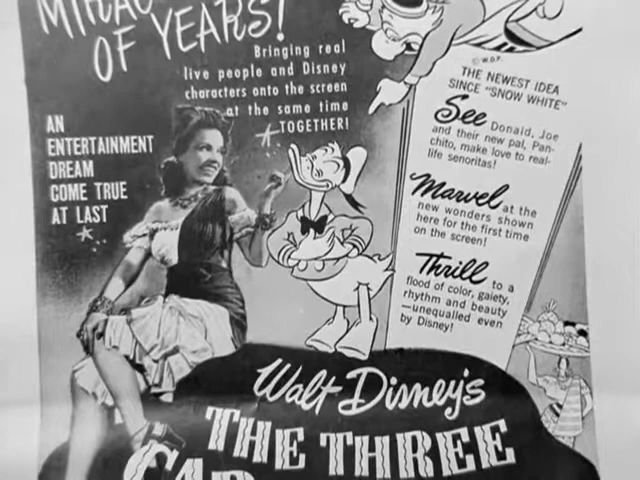 OF YEARS!
Bringing real
live people and Disney
characters onto the screen
at the same time
TOGETHER!
AN
ENTERTAINMENT
DREAM
COME TRUE
AT LAST
© W.D.P.
THE NEWEST IDEA
SINCE "SNOW WHITE"
See Donald, Joe
and their new pal, Pan-
chito, make love to real-
life senoritas!
Marvel at the
new wonders shown
here for the first time
on the screen!
Thrill to a
flood of color, gaiety,
rhythm and beauty
—unequalled even
by Disney!
Walt Disney's
THE THREE